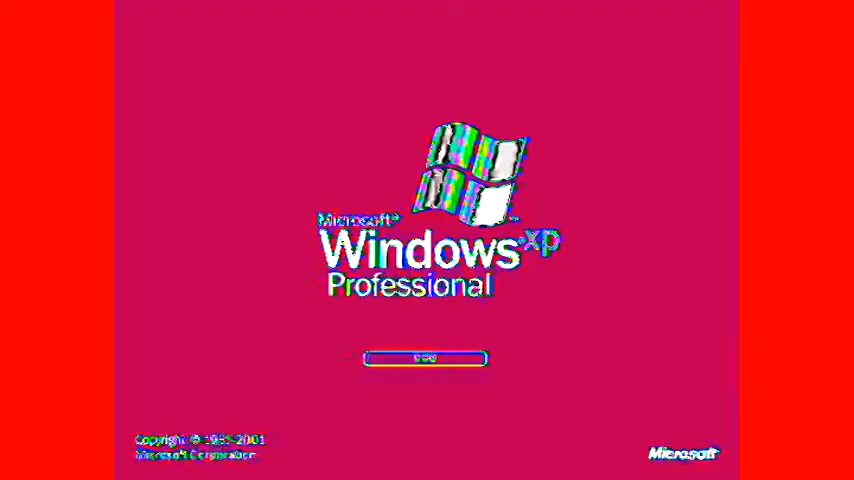 Microsoft®
Windows xp
Professional
Copyright © 1985-2001
Microsoft Corporation
Microsoft